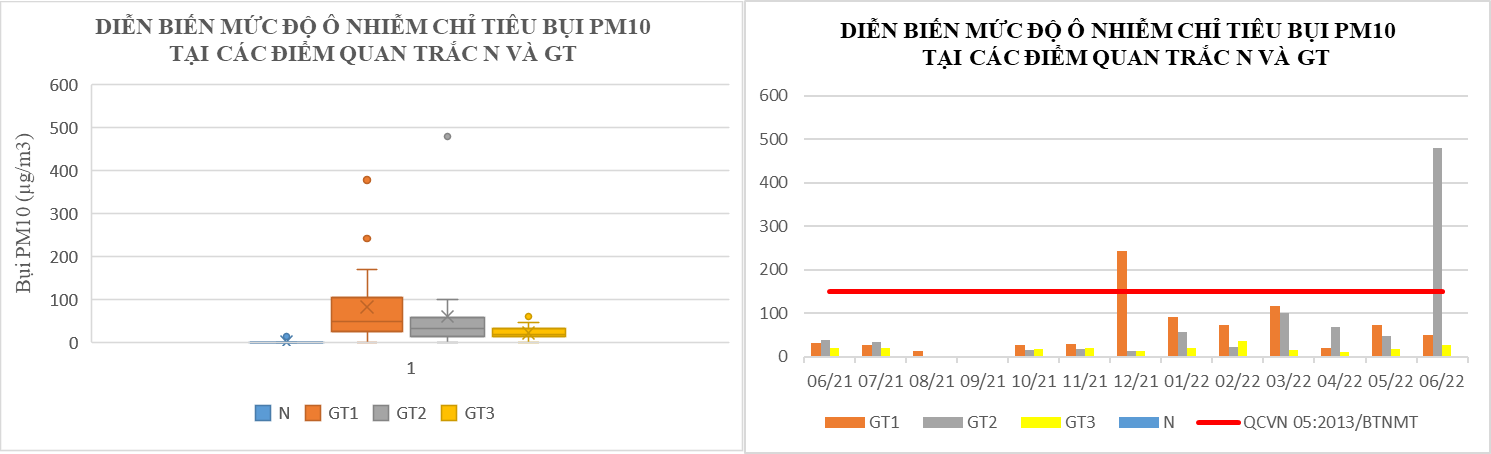 DIỄN BIẾN MỨC ĐỘ Ô NHIỄM CHỈ TIÊU BỤI PM10
TẠI CÁC ĐIỂM QUAN TRẮC N VÀ GT
600
500
400
300
200
100
0
Bụi PM10 (µg/m3)
1
N GT1 GT2 GT3
DIỄN BIẾN MỨC ĐỘ Ô NHIỄM CHỈ TIÊU BỤI PM10
TẠI CÁC ĐIỂM QUAN TRẮC N VÀ GT
600
500
400
300
200
100
0
06/21 07/21 08/21 09/21 10/21 11/21 12/21 01/22 02/22 03/22 04/22 05/22 06/22
GT1 GT2 GT3 N QCVN 05:2013/BTNMT